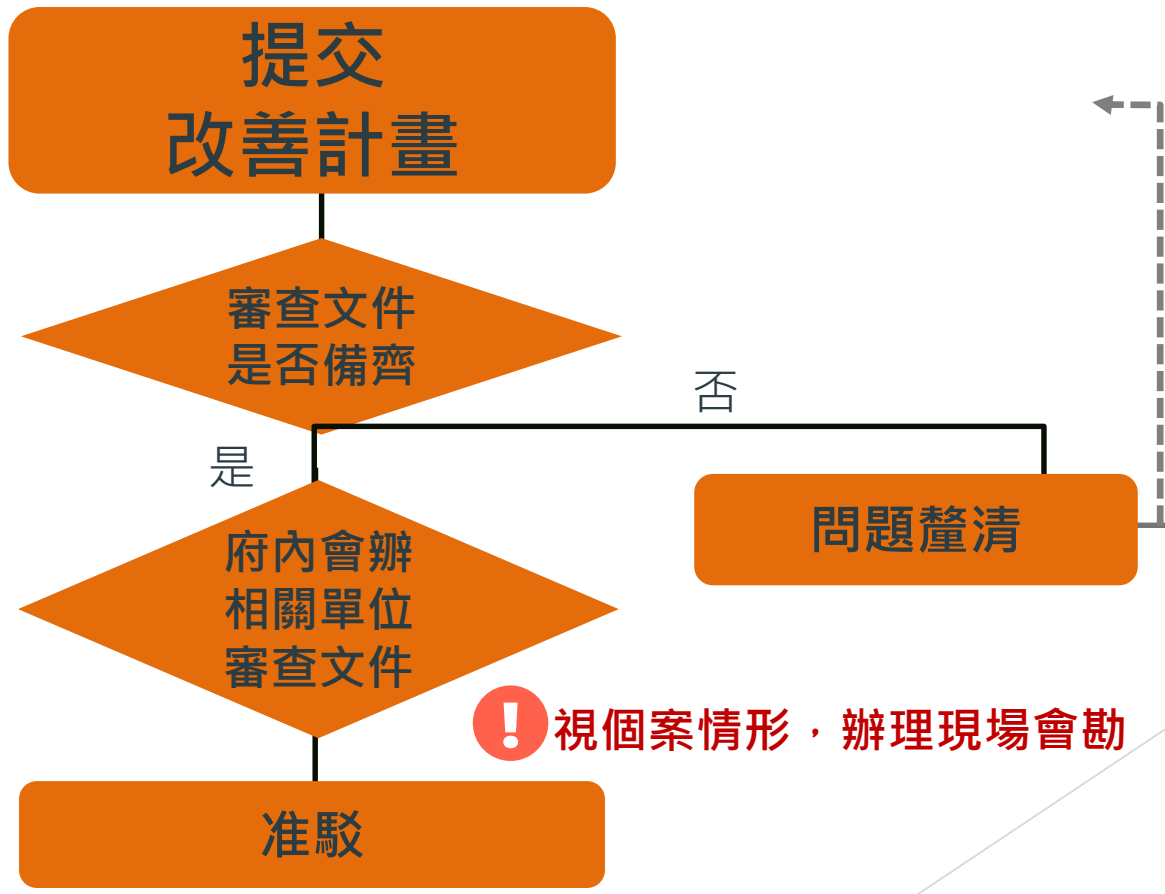 提交
改善計畫
審查文件
是否備齊
否
是
問題釐清
府內會辦
相關單位
審查文件
!
視個案情形，辦理現場會勘
准駁